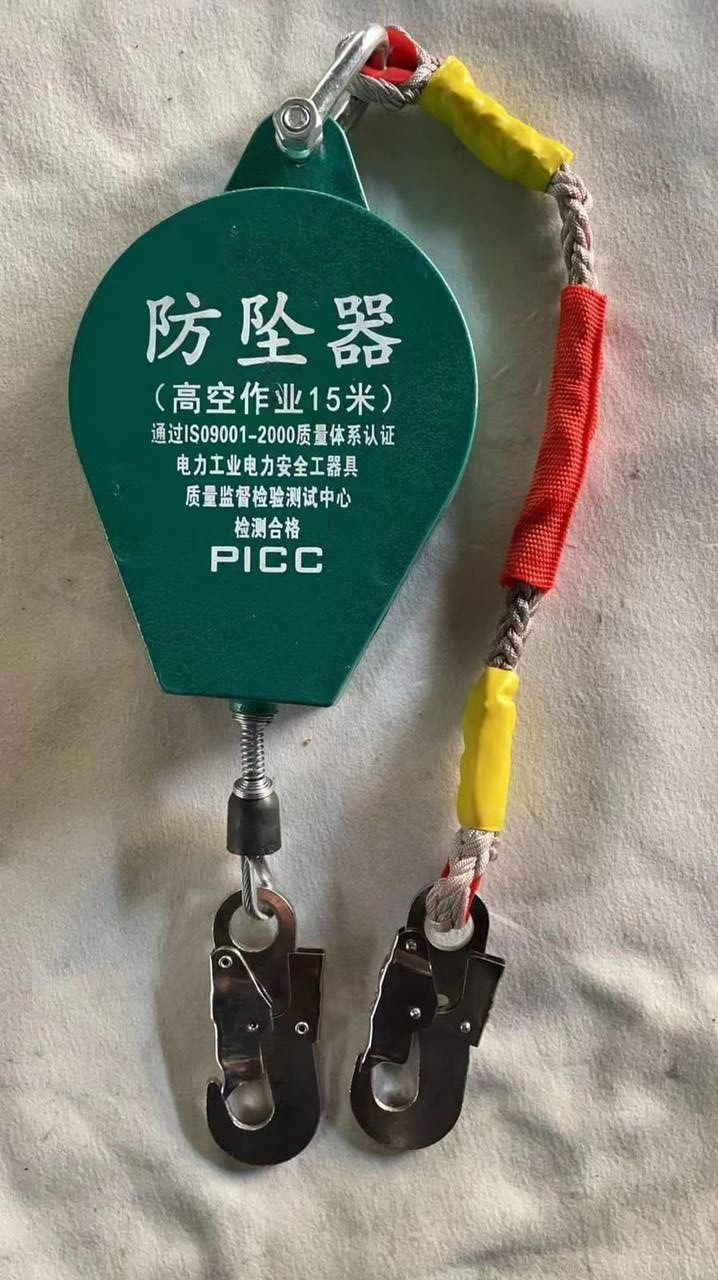 防坠器
（高空作业15米）
通过ISO9001-2000质量体系认证
电力工业电力安全工器具
质量监督检验测试中心
检测合格
PICC